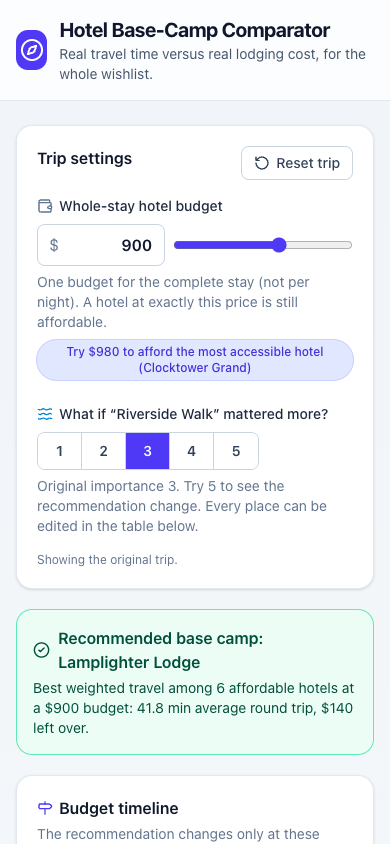 Hotel Base-Camp Comparator
Real travel time versus real lodging cost, for the
whole wishlist.
Trip settings
Reset trip
Whole-stay hotel budget
$ 900
One budget for the complete stay (not per
night). A hotel at exactly this price is still
affordable.
Try $980 to afford the most accessible hotel
(Clocktower Grand)
What if “Riverside Walk” mattered more?
1 2 3 4 5
Original importance 3. Try 5 to see the
recommendation change. Every place can be
edited in the table below.
Showing the original trip.
Recommended base camp:
Lamplighter Lodge
Best weighted travel among 6 affordable hotels at
a $900 budget: 41.8 min average round trip, $140
left over.
Budget timeline
The recommendation changes only at these